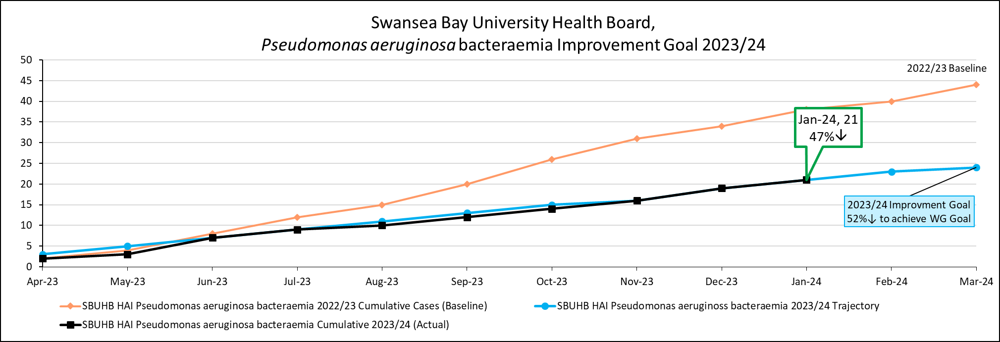 Swansea Bay University Health Board,
Pseudomonas aeruginosa bacteraemia Improvement Goal 2023/24
50
45
40
35
30
25
20
15
10
5
0
2022/23 Baseline
Jan-24, 21
47%↓
2023/24 Improvment Goal
52%↓ to achieve WG Goal
Apr-23 May-23 Jun-23 Jul-23 Aug-23 Sep-23 Oct-23 Nov-23 Dec-23 Jan-24 Feb-24 Mar-24
SBUHB HAI Pseudomonas aeruginosa bacteraemia 2022/23 Cumulative Cases (Baseline) SBUHB HAI Pseudomonas aeruginoss bacteraemia 2023/24 Trajectory
SBUHB HAI Pseudomonas aeruginosa bacteraemia Cumulative 2023/24 (Actual)